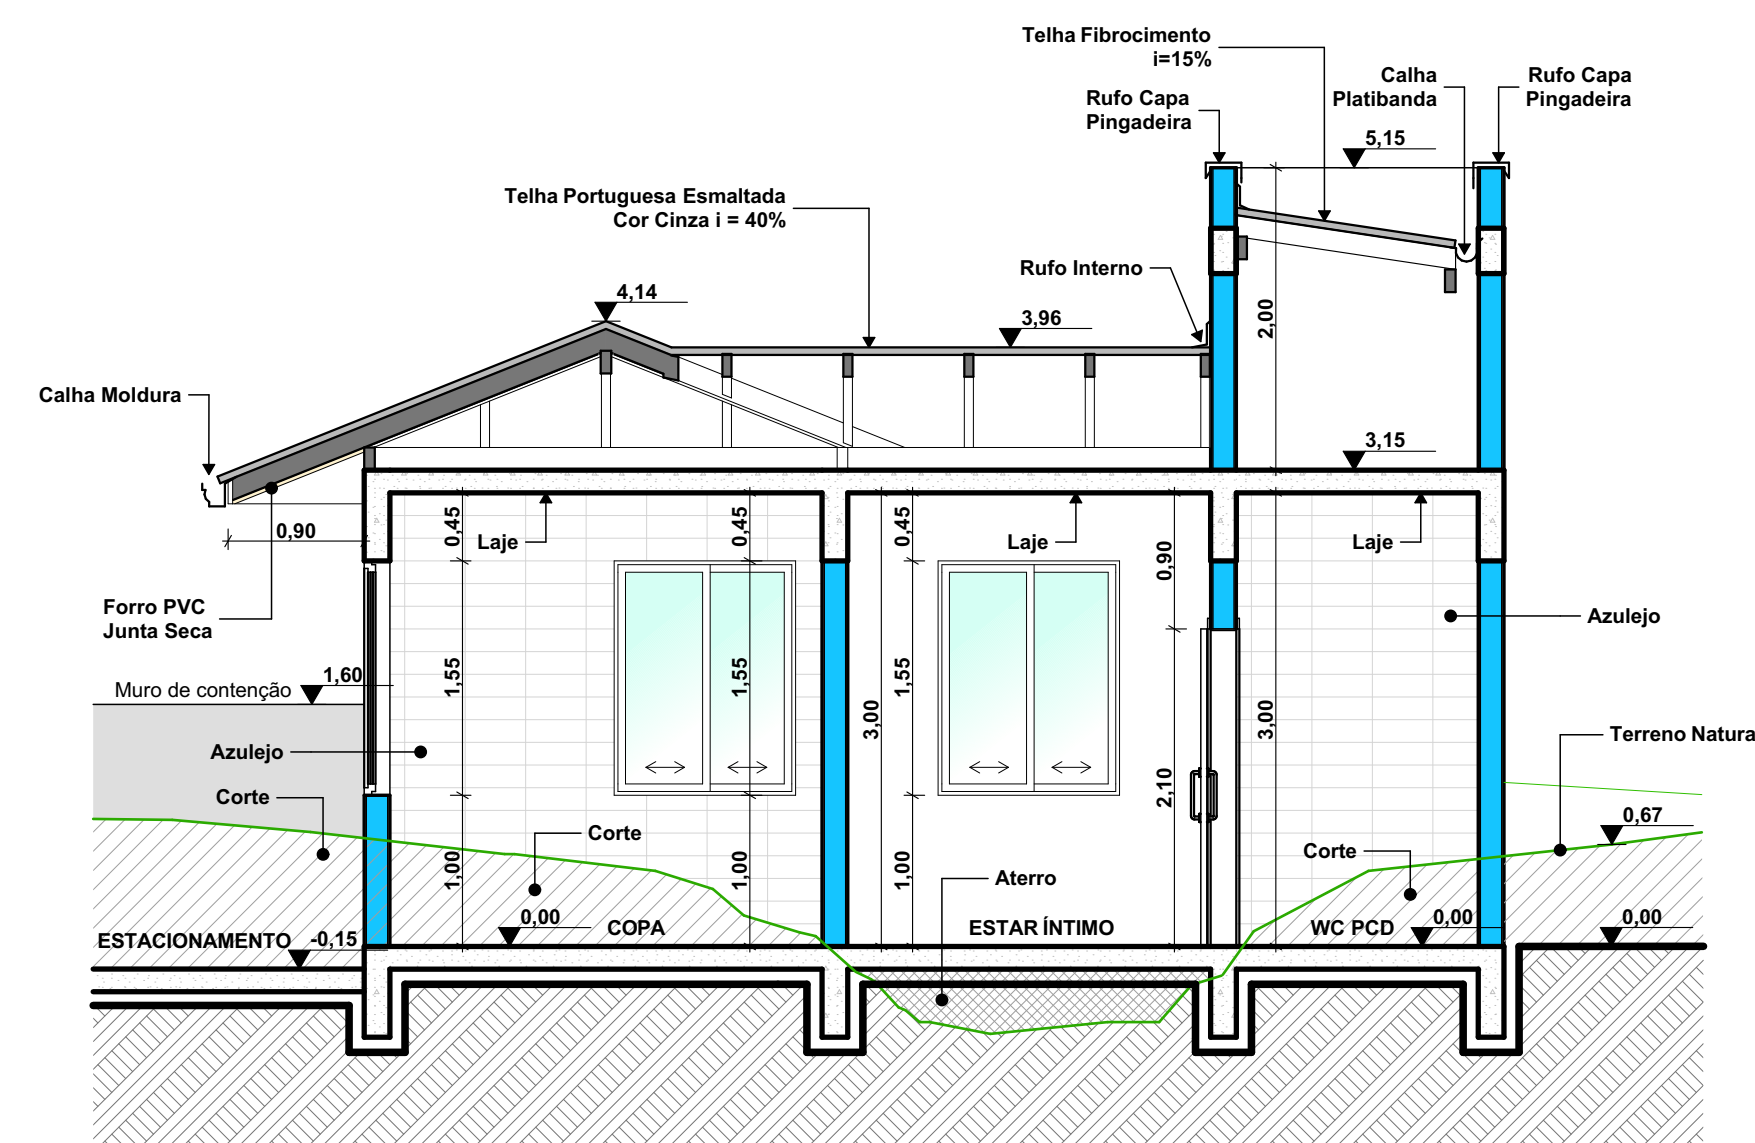 Telha Fibrocimento
i=15%
Calha
Platibanda
Rufo Capa
Pingadeira
Rufo Capa
Pingadeira
5,15
Telha Portuguesa Esmaltada
Cor Cinza i = 40%
Rufo Interno
4,14
3,96
2,00
Calha Moldura
3,15
0,90
0,45
Laje
0,45
0,45
Laje
0,90
Laje
Forro PVC
Junta Seca
Azulejo
1,60
Muro de contenção
1,55
1,55
1,55
3,00
3,00
Terreno Natura
Azulejo
2,10
Corte
0,67
Corte
Corte
1,00
1,00
1,00
Aterro
0,00
COPA
ESTAR ÍNTIMO
WC PCD
0,00
0,00
ESTACIONAMENTO
-0,15